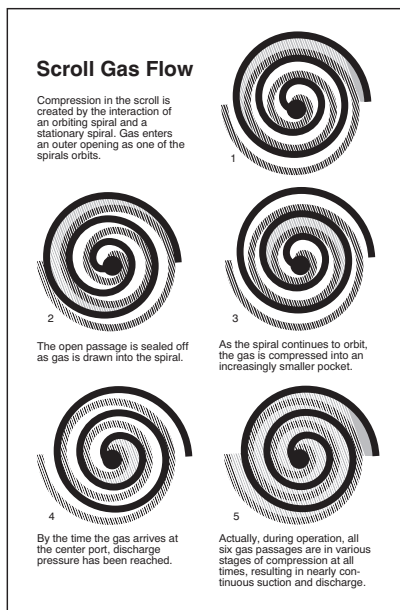 Scroll Gas Flow
Compression in the scroll is
created by the interaction of
an orbiting spiral and a
stationary spiral. Gas enters
an outer opening as one of the
spirals orbits.
1
2
The open passage is sealed off
as gas is drawn into the spiral.
3
As the spiral continues to orbit,
the gas is compressed into an
increasingly smaller pocket.
4
By the time the gas arrives at
the center port, discharge
pressure has been reached.
5
Actually, during operation, all
six gas passages are in various
stages of compression at all
times, resulting in nearly con-
tinuous suction and discharge.